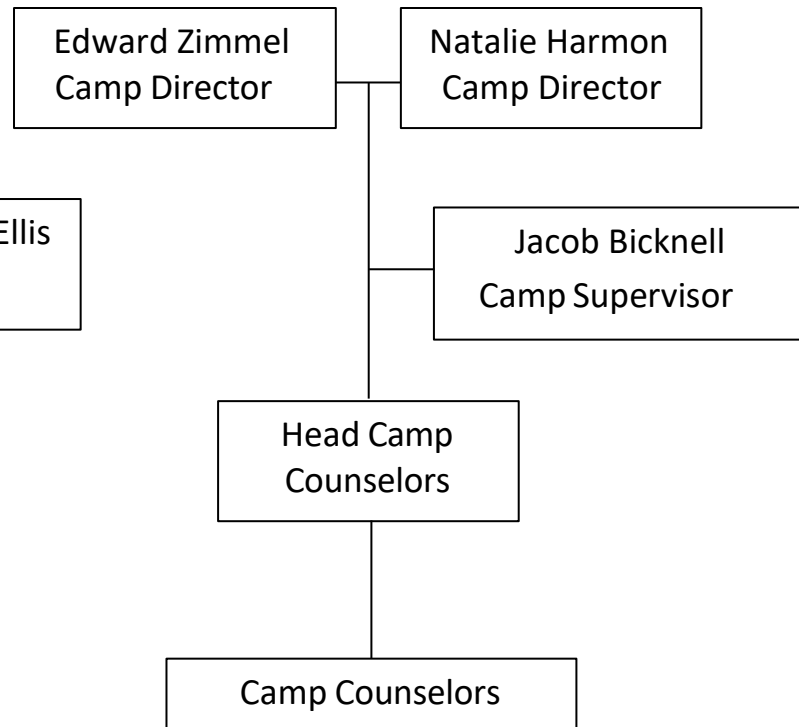 Edward Zimmel
Camp Director
Natalie Harmon
Camp Director
Ellis
Jacob Bicknell
Camp Supervisor
Head Camp
Counselors
Camp Counselors